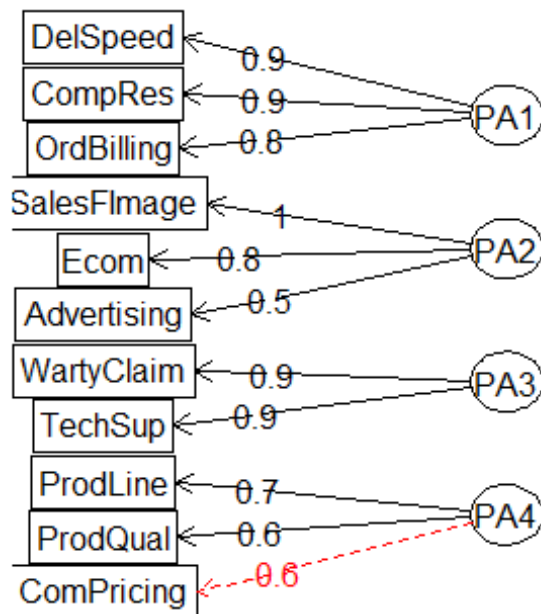 DelSpeed
0.9
CompRes
0.9
PA1
OrdBilling
0.8
SalesFImage
1
PA2
Ecom
0.8
Advertising
0.5
WartyClaim
0.9
PA3
TechSup
0.9
ProdLine
0.7
PA4
ProdQual
0.6
ComPricing
0.6